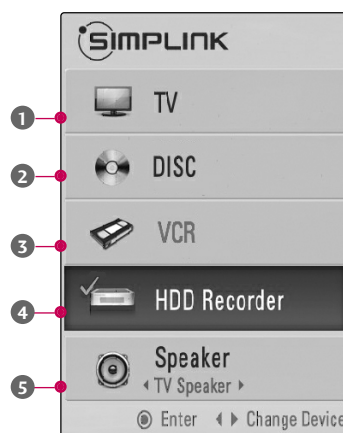 SIMPLINK
1 TV
2 DISC
3 VCR
4 HDD Recorder
5 Speaker
◂ TV Speaker ▸
◉ Enter ◂ ▸ Change Device